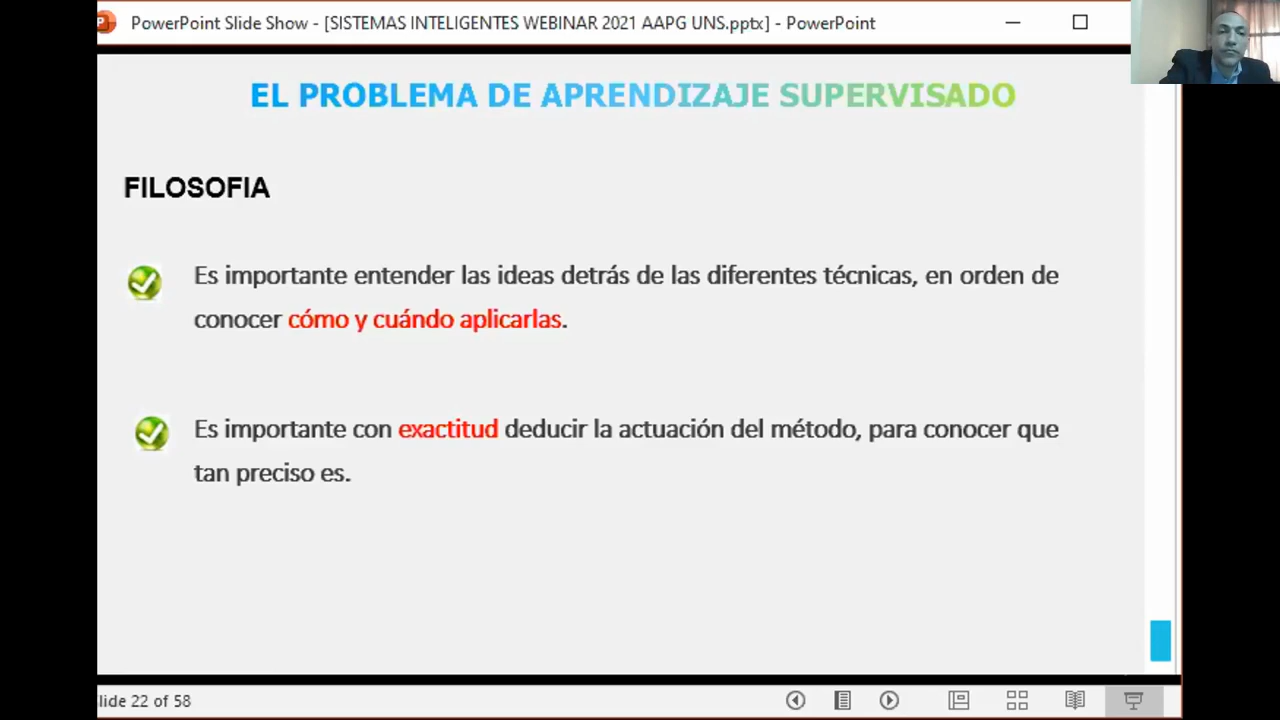 PowerPoint Slide Show - [SISTEMAS INTELIGENTES WEBINAR 2021 AAPG UNS.pptx] - PowerPoint
EL PROBLEMA DE APRENDIZAJE SUPERVISADO
FILOSOFIA
Es importante entender las ideas detrás de las diferentes técnicas, en orden de
conocer cómo y cuándo aplicarlas.
Es importante con exactitud deducir la actuación del método, para conocer que
tan preciso es.
lide 22 of 58